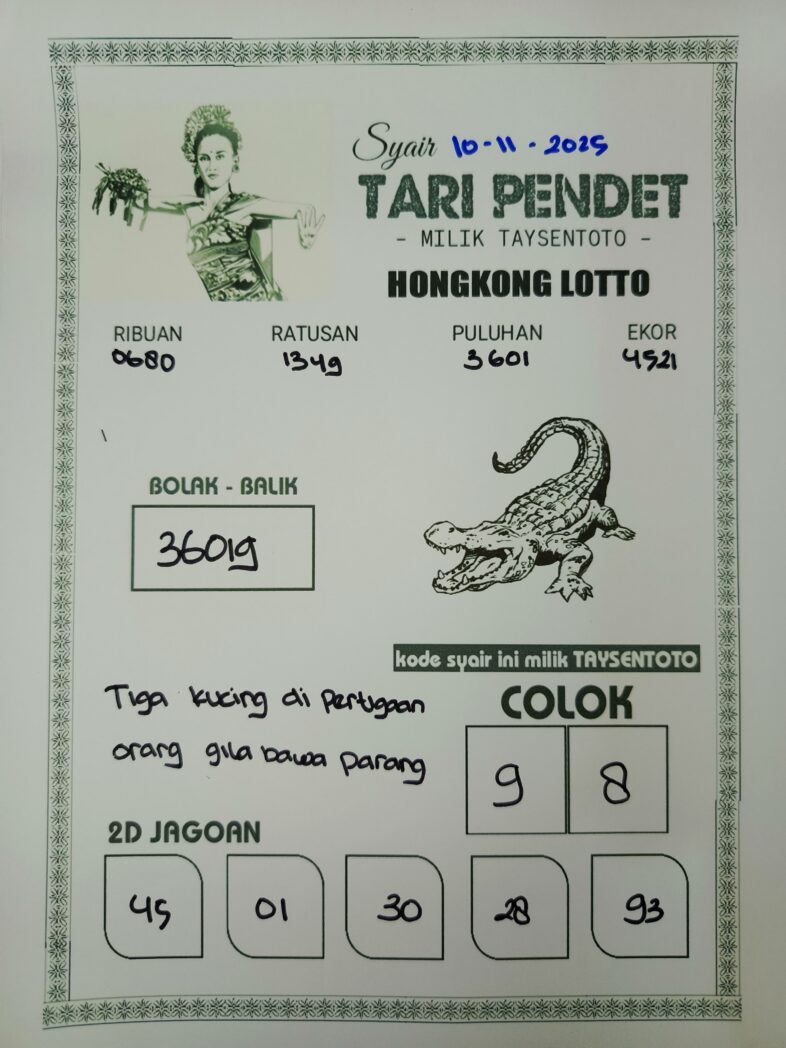 Syair 10-11-2025
TARI PENDET
- MILIK TAYSENTOTO -
HONGKONG LOTTO
RIBUAN RATUSAN PULUHAN EKOR
0680 1349 3601 4521
BOLAK - BALIK
36019
kode syair ini milik TAYSENTOTO
Tiga kucing di pertigaan
orang gila bawa parang
COLOK
9 8
2D JAGOAN
45 01 30 28 93